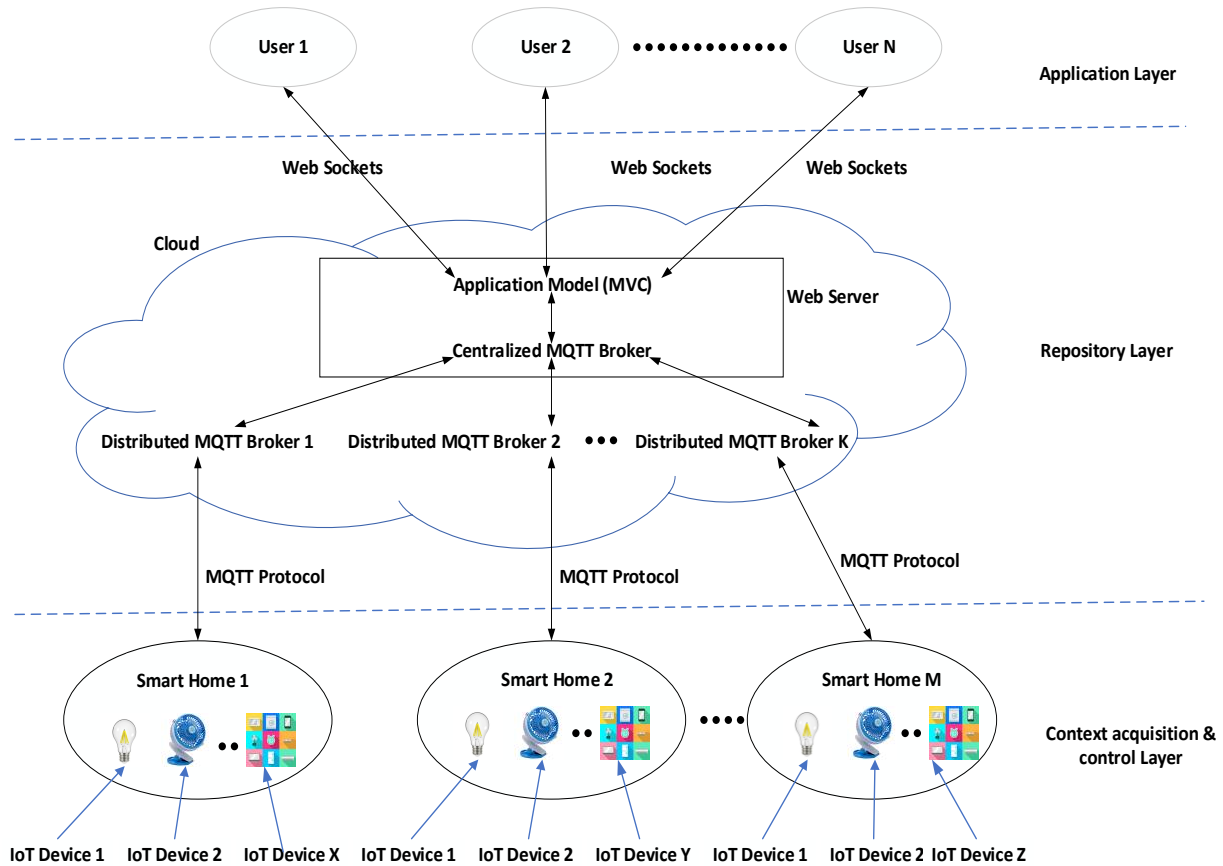 User 1
User 2
User N
Application Layer
Web Sockets
Web Sockets
Web Sockets
Cloud
Application Model (MVC)
Web Server
Centralized MQTT Broker
Repository Layer
Distributed MQTT Broker 1
Distributed MQTT Broker 2
Distributed MQTT Broker K
MQTT Protocol
MQTT Protocol
MQTT Protocol
Smart Home 1
Smart Home 2
Smart Home M
Context acquisition &
control Layer
IoT Device 1
IoT Device 2
IoT Device X
IoT Device 1
IoT Device 2
IoT Device Y
IoT Device 1
IoT Device 2
IoT Device Z